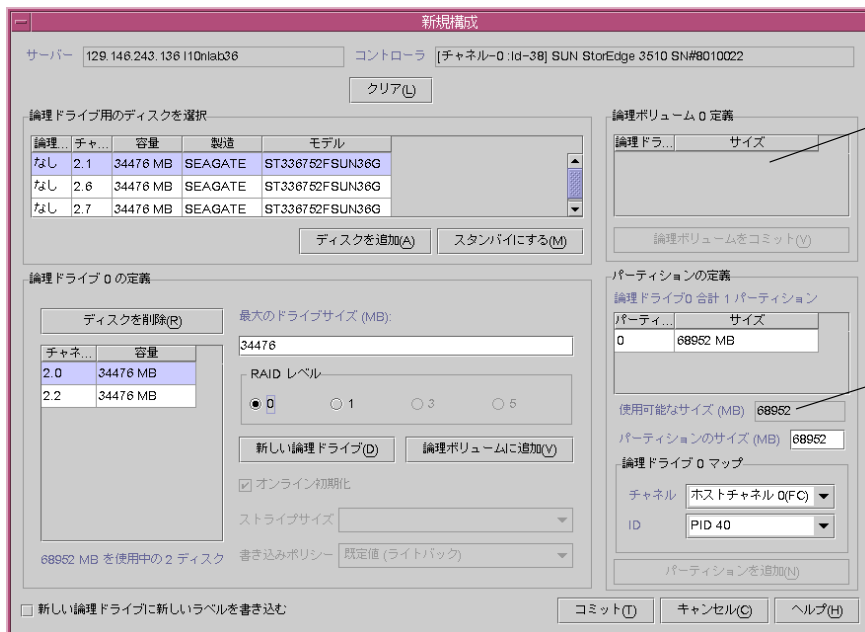 新規構成
サーバー 129.146.243.136 l10nlab36 コントローラ [チャネル-0 :Id-38] SUN StorEdge 3510 SN#8010022
クリア(L)
論理ドライブ用のディスクを選択
論理... チャ... 容量 製造 モデル
なし 2.1 34476 MB SEAGATE ST336752FSUN36G
なし 2.6 34476 MB SEAGATE ST336752FSUN36G
なし 2.7 34476 MB SEAGATE ST336752FSUN36G
ディスクを追加(A) スタンバイにする(M)
論理ボリューム 0 定義
論理ドラ... サイズ
論理ボリュームをコミット(V)
論理ドライブ 0 の定義
ディスクを削除(R)
チャネ... 容量
2.0 34476 MB
2.2 34476 MB
68952 MB を使用中の 2 ディスク
最大のドライブサイズ (MB):
34476
RAID レベル
0 1 3 5
新しい論理ドライブ(D) 論理ボリュームに追加(V)
オンライン初期化
ストライプサイズ
書き込みポリシー 既定値 (ライトバック)
パーティションの定義
論理ドライブ0 合計 1 パーティション
パーティ... サイズ
0 68952 MB
使用可能なサイズ (MB) 68952
パーティションのサイズ (MB) 68952
論理ドライブ 0 マップ
チャネル ホストチャネル 0(FC)
ID PID 40
パーティションを追加(N)
新しい論理ドライブに新しいラベルを書き込む
コミット(T) キャンセル(C) ヘルプ(H)